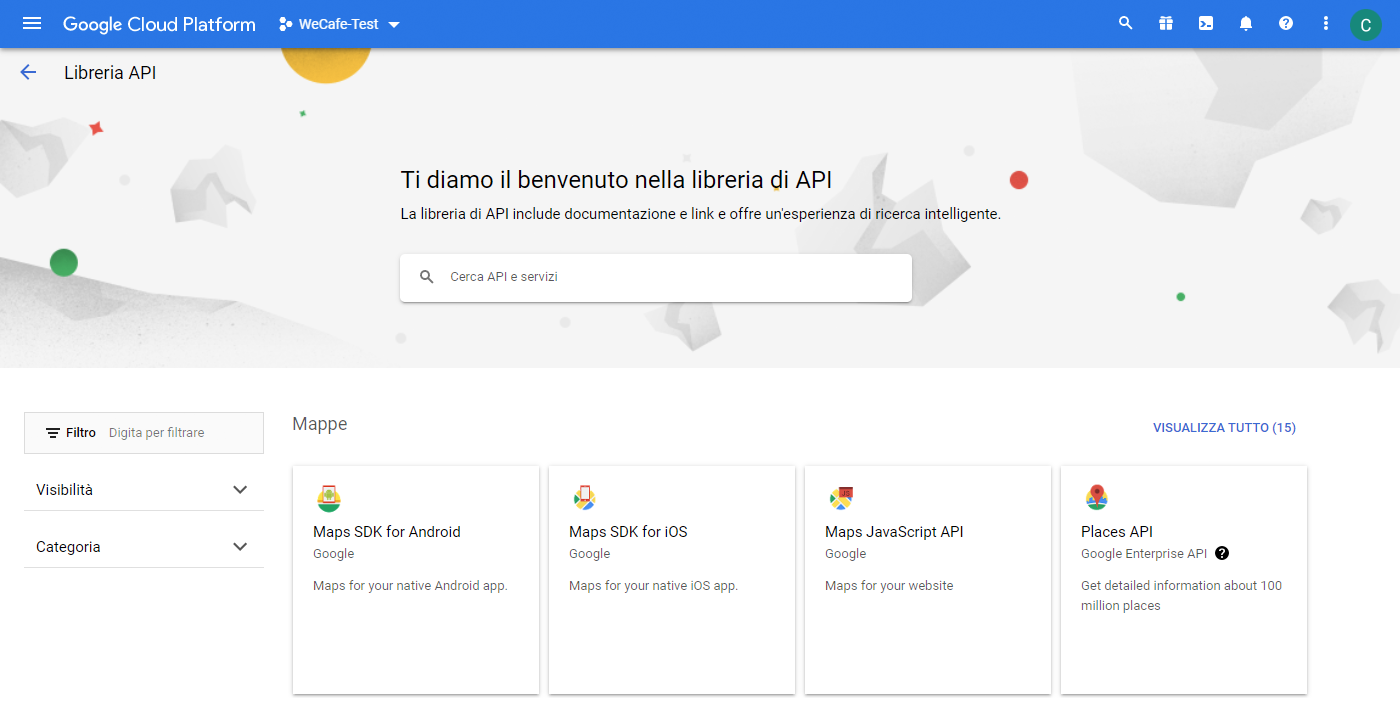 Google Cloud Platform WeCafe-Test C
Libreria API
Ti diamo il benvenuto nella libreria di API
La libreria di API include documentazione e link e offre un'esperienza di ricerca intelligente.
Cerca API e servizi
Filtro Digita per filtrare
Visibilità
Categoria
Mappe
VISUALIZZA TUTTO (15)
Maps SDK for Android
Google
Maps for your native Android app.
Maps SDK for iOS
Google
Maps for your native iOS app.
JS
Maps JavaScript API
Google
Maps for your website
Places API
Google Enterprise API ?
Get detailed information about 100
million places